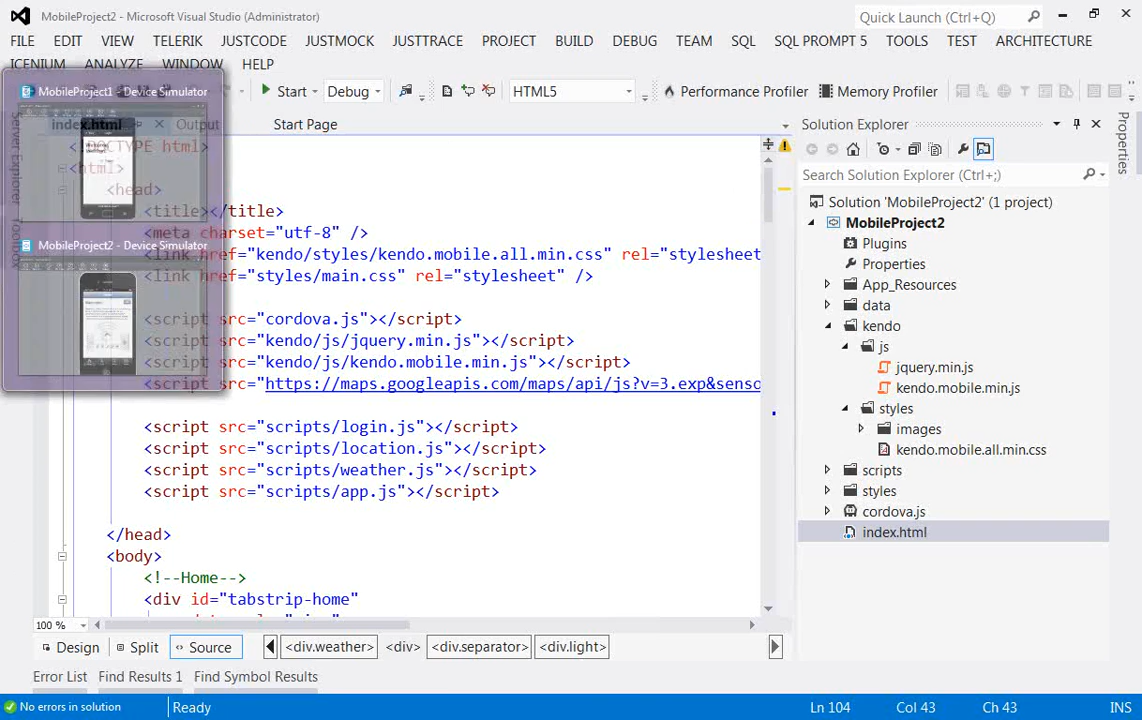 MobileProject2 - Microsoft Visual Studio (Administrator)
Quick Launch (Ctrl+Q)
FILE EDIT VIEW TELERIK JUSTCODE JUSTMOCK JUSTTRACE PROJECT BUILD DEBUG TEAM SQL SQL PROMPT 5 TOOLS TEST ARCHITECTURE
ICENIUM ANALYZE WINDOW HELP
Start Debug HTML5 Performance Profiler Memory Profiler
MobileProject1 - Device Simulator
MobileProject2 - Device Simulator
Server Explorer
Toolbox
index.html Output Start Page
<!DOCTYPE html>
<html>
<head>
<title></title>
<meta charset="utf-8" />
<link href="kendo/styles/kendo.mobile.all.min.css" rel="stylesheet
<link href="styles/main.css" rel="stylesheet" />
<script src="cordova.js"></script>
<script src="kendo/js/jquery.min.js"></script>
<script src="kendo/js/kendo.mobile.min.js"></script>
<script src="https://maps.googleapis.com/maps/api/js?v=3.exp&senso
<script src="scripts/login.js"></script>
<script src="scripts/location.js"></script>
<script src="scripts/weather.js"></script>
<script src="scripts/app.js"></script>
</head>
<body>
<!--Home-->
<div id="tabstrip-home"
100 %
Design Split Source <div.weather> <div> <div.separator> <div.light>
Error List Find Results 1 Find Symbol Results
No errors in solution Ready Ln 104 Col 43 Ch 43 INS
Solution Explorer
Search Solution Explorer (Ctrl+;)
Solution 'MobileProject2' (1 project)
MobileProject2
Plugins
Properties
App_Resources
data
kendo
js
jquery.min.js
kendo.mobile.min.js
styles
images
kendo.mobile.all.min.css
scripts
styles
cordova.js
index.html
Properties